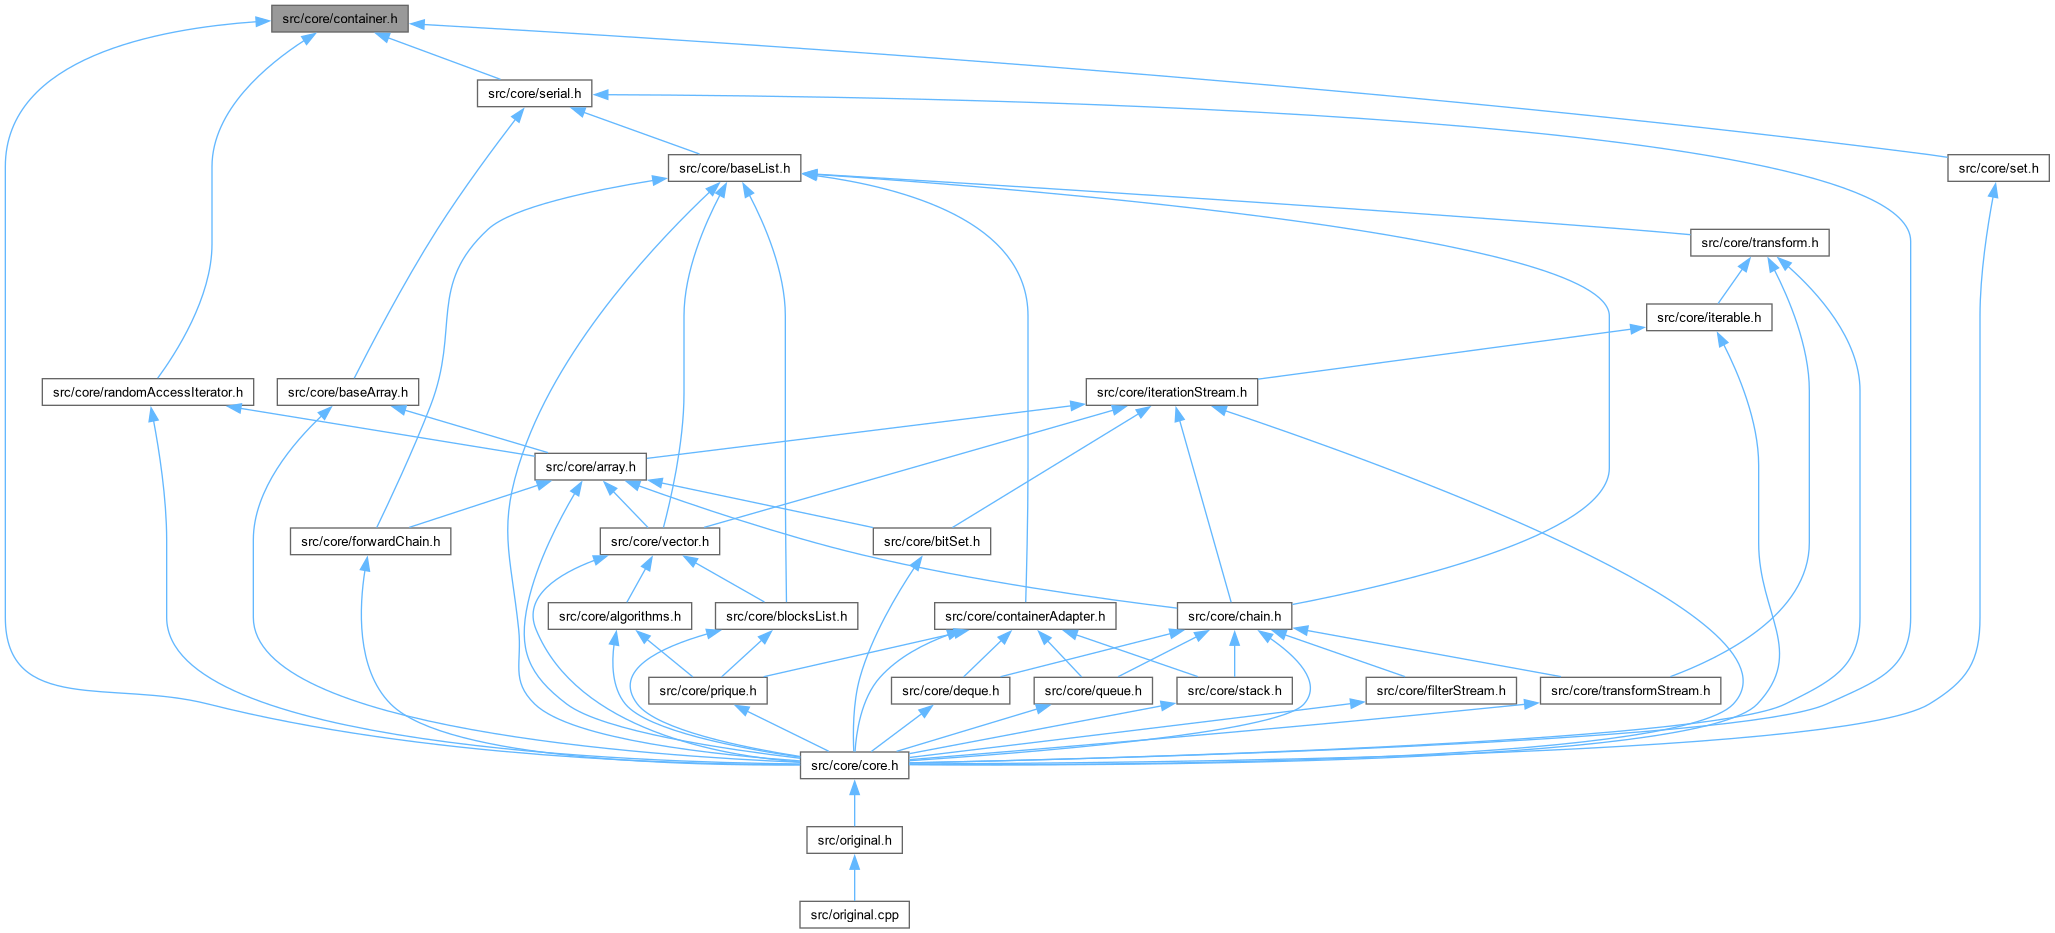 src/core/container.h
src/core/serial.h
src/core/baseList.h
src/core/set.h
src/core/transform.h
src/core/iterable.h
src/core/randomAccessIterator.h
src/core/baseArray.h
src/core/iterationStream.h
src/core/array.h
src/core/forwardChain.h
src/core/vector.h
src/core/bitSet.h
src/core/algorithms.h
src/core/blocksList.h
src/core/containerAdapter.h
src/core/chain.h
src/core/prique.h
src/core/deque.h
src/core/queue.h
src/core/stack.h
src/core/filterStream.h
src/core/transformStream.h
src/core/core.h
src/original.h
src/original.cpp